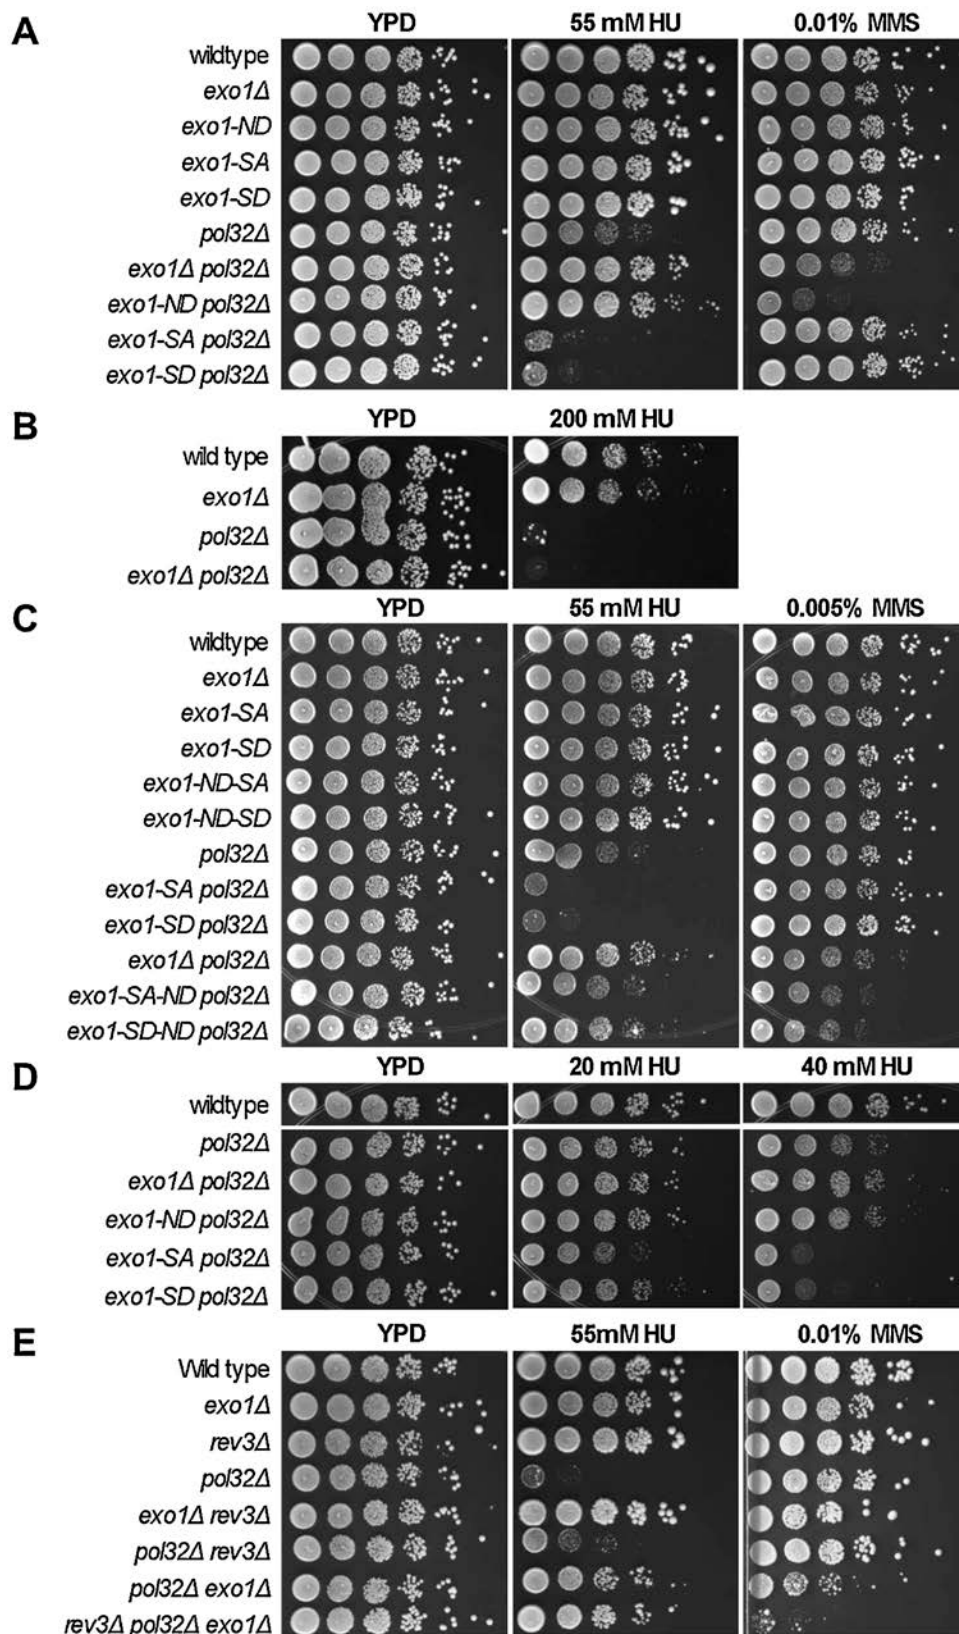 A
YPD 55 mM HU 0.01% MMS
wildtype
exo1Δ
exo1-ND
exo1-SA
exo1-SD
pol32Δ
exo1Δ pol32Δ
exo1-ND pol32Δ
exo1-SA pol32Δ
exo1-SD pol32Δ
B
YPD 200 mM HU
wild type
exo1Δ
pol32Δ
exo1Δ pol32Δ
C
YPD 55 mM HU 0.005% MMS
wildtype
exo1Δ
exo1-SA
exo1-SD
exo1-ND-SA
exo1-ND-SD
pol32Δ
exo1-SA pol32Δ
exo1-SD pol32Δ
exo1Δ pol32Δ
exo1-SA-ND pol32Δ
exo1-SD-ND pol32Δ
D
YPD 20 mM HU 40 mM HU
wildtype
pol32Δ
exo1Δ pol32Δ
exo1-ND pol32Δ
exo1-SA pol32Δ
exo1-SD pol32Δ
E
YPD 55mM HU 0.01% MMS
Wild type
exo1Δ
rev3Δ
pol32Δ
exo1Δ rev3Δ
pol32Δ rev3Δ
pol32Δ exo1Δ
rev3Δ pol32Δ exo1Δ